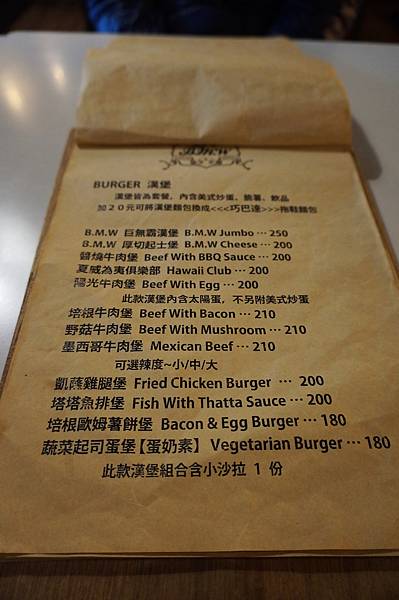 B.M.W
BURGER 漢堡
漢堡皆為套餐，內含美式炒蛋、脆薯、飲品
加２０元可將漢堡麵包換成<<<巧巴達>>>拖鞋麵包
B.M.W 巨無霸漢堡 B.M.W Jumbo … 250
B.M.W 厚切起士堡 B.M.W Cheese … 200
醬燒牛肉堡 Beef With BBQ Sauce … 200
夏威為夷俱樂部 Hawaii Club … 200
陽光牛肉堡 Beef With Egg … 200
此款漢堡內含太陽蛋，不另附美式炒蛋
培根牛肉堡 Beef With Bacon … 210
野菇牛肉堡 Beef With Mushroom … 210
墨西哥牛肉堡 Mexican Beef … 210
可選辣度~小/中/大
凱薩雞腿堡 Fried Chicken Burger … 200
塔塔魚排堡 Fish With Thatta Sauce … 200
培根歐姆薯餅堡 Bacon & Egg Burger … 180
蔬菜起司蛋堡【蛋奶素】 Vegetarian Burger … 180
此款漢堡組合含小沙拉 1 份